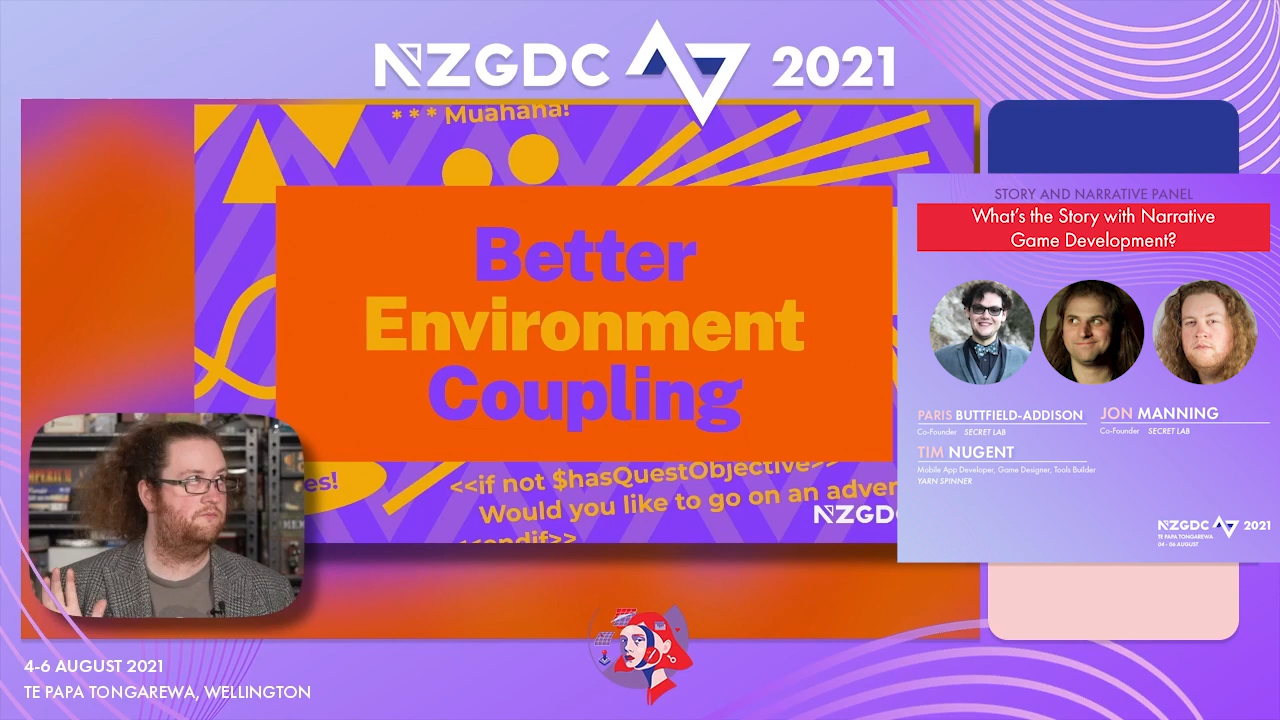 NZGDC 2021
* * * Muahaha!
Better
Environment
Coupling
es!
<<if not $hasQuestObjective>>
Would you like to go on an adver
<<endif>>
NZGD
STORY AND NARRATIVE PANEL
What's the Story with Narrative
Game Development?
PARIS BUTTFIELD-ADDISON
Co-Founder SECRET LAB
JON MANNING
Co-Founder SECRET LAB
TIM NUGENT
Mobile App Developer, Game Designer, Tools Builder
YARN SPINNER
NZGDC 2021
TE PAPA TONGAREWA
04 - 06 AUGUST
4-6 AUGUST 2021
TE PAPA TONGAREWA, WELLINGTON